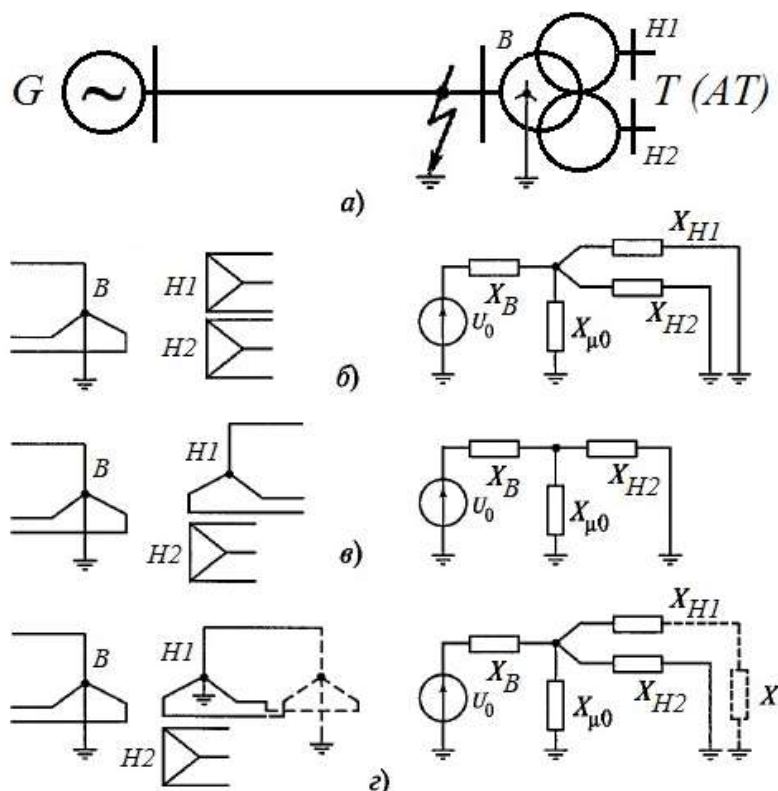 G
B
H1
T (AT)
H2
а)
B
H1
H2
б)
X_B
U_0
X_μ0
X_H1
X_H2
B
H1
H2
в)
X_B
U_0
X_μ0
X_H2
B
H1
H2
г)
X_B
U_0
X_μ0
X_H1
X_H2
X